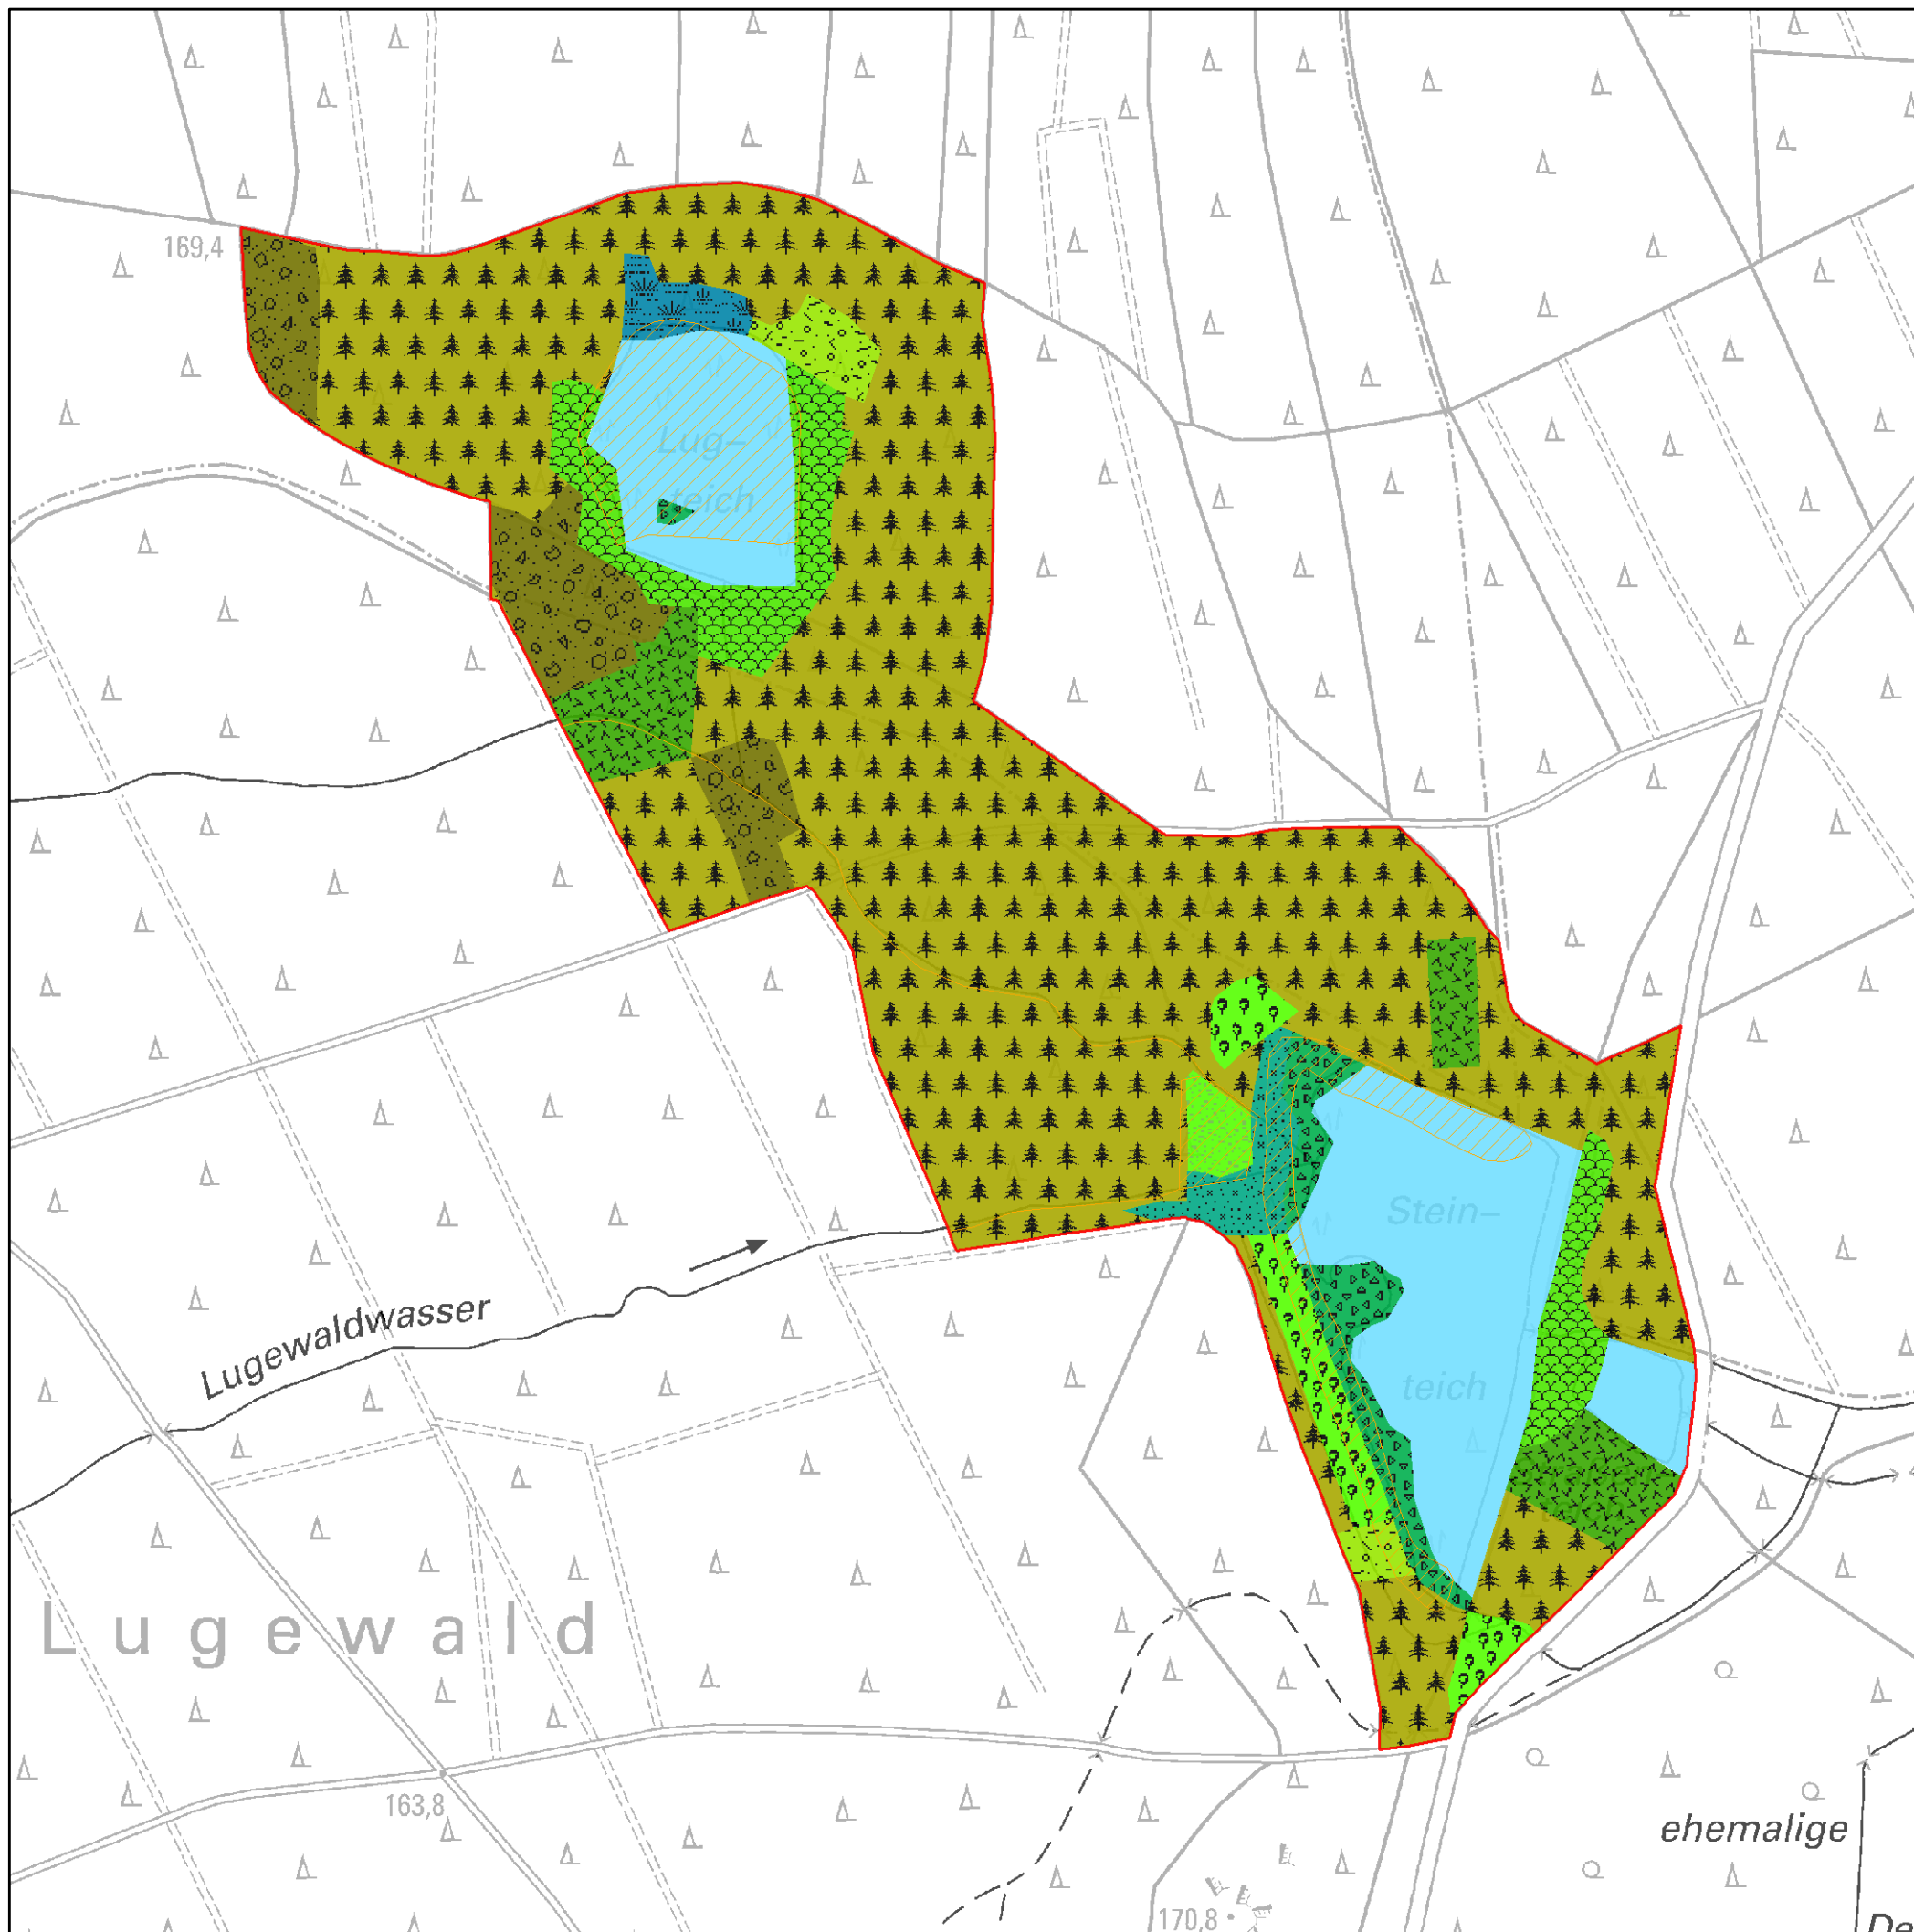 169,4
Lug–
teich
Stein–
teich
Lugewaldwasser
Lugewald
163,8
ehemalige
170,8
De